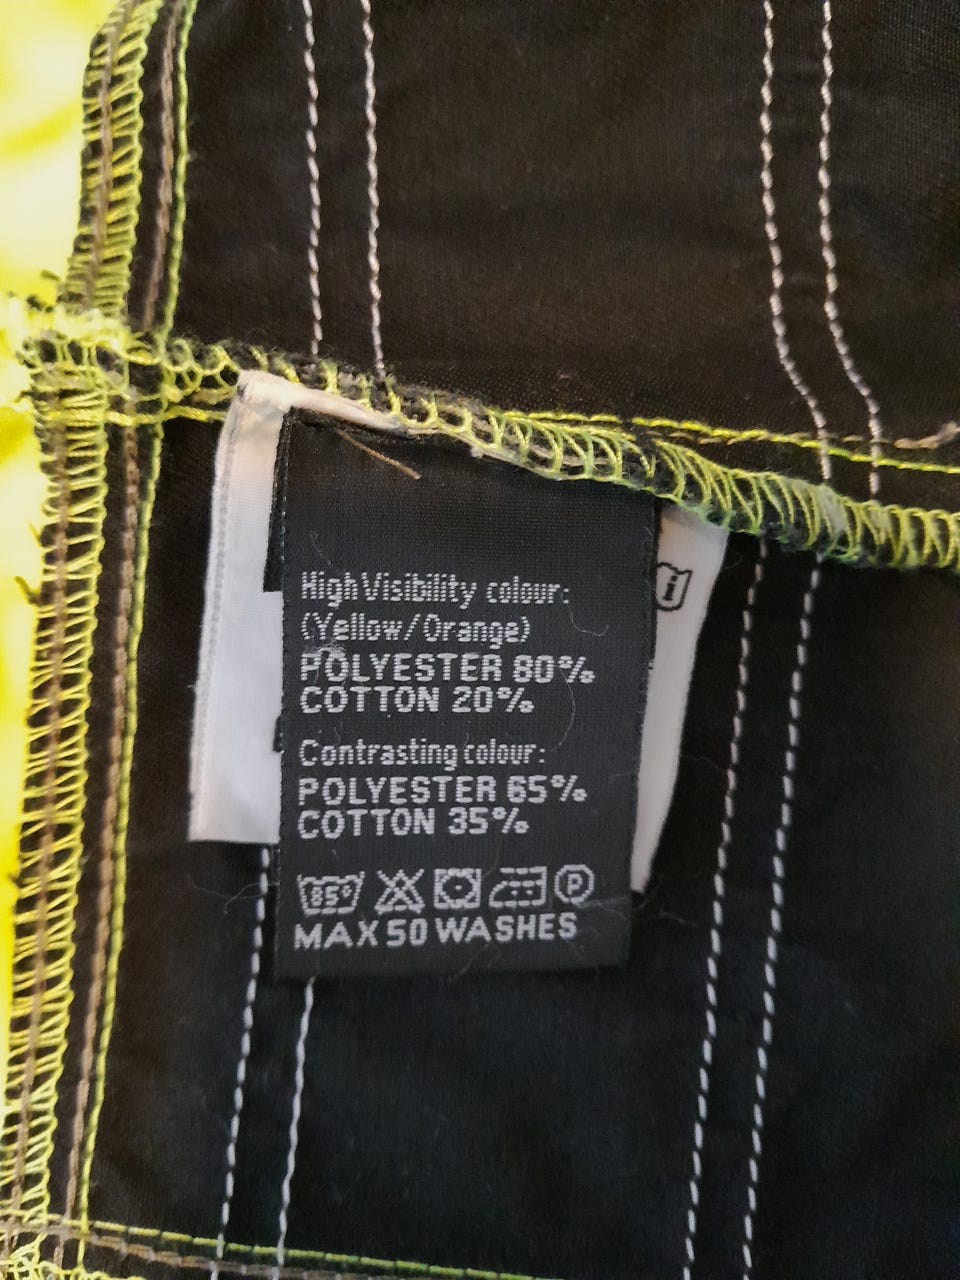 High Visibility colour:
(Yellow/Orange)
POLYESTER 80%
COTTON 20%
Contrasting colour:
POLYESTER 65%
COTTON 35%
85° P
MAX 50 WASHES
i